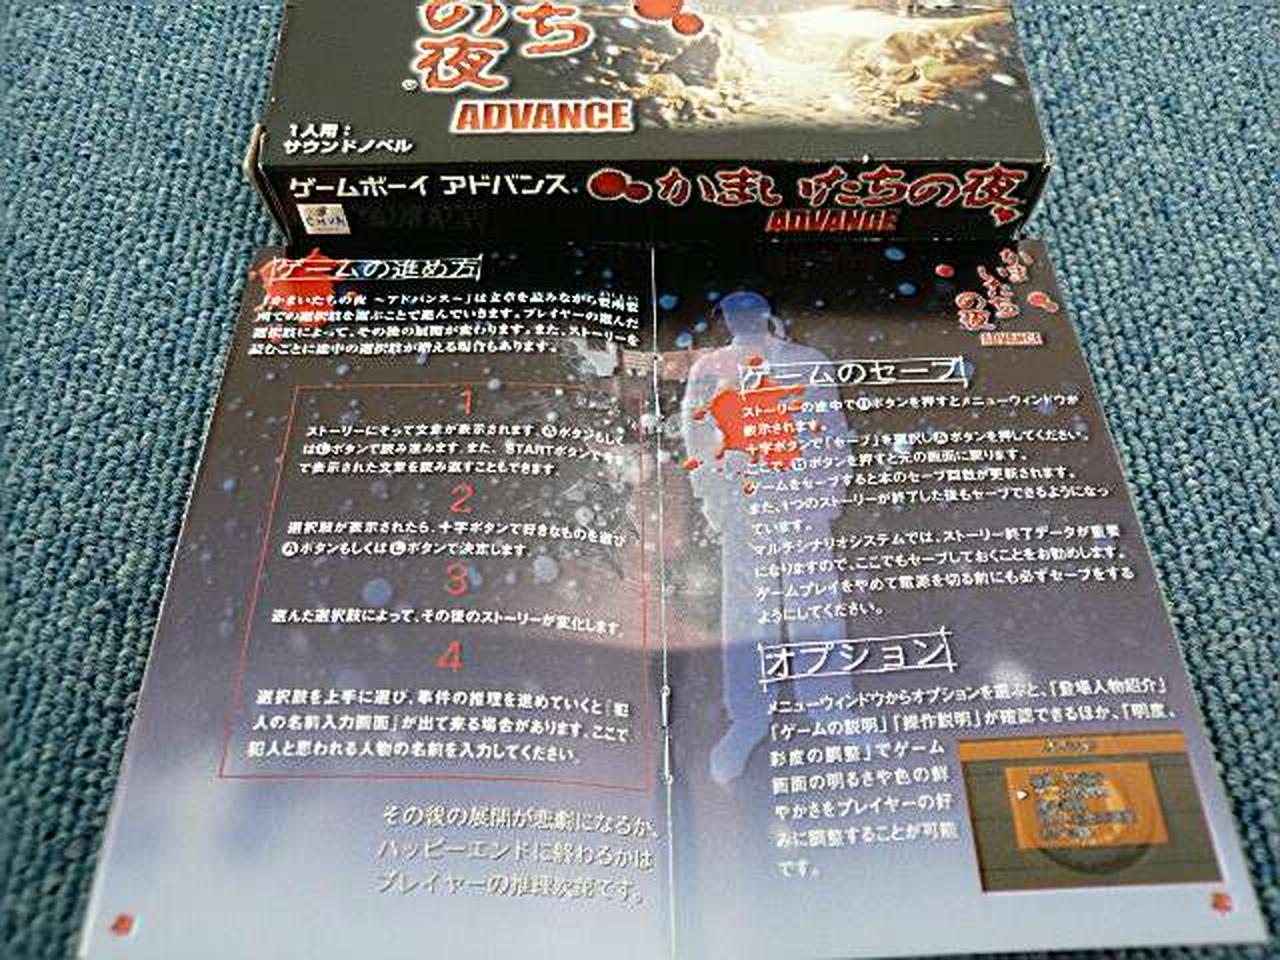 のち
夜
ADVANCE
1人用:
サウンドノベル
ゲームボーイ アドバンス
かまいたちの夜
ADVANCE
ゲームの進め方
「かまいたちの夜 ~アドバンス~」は文章を読みながら要所要
所での選択肢を選ぶことで進んでいきます。プレイヤーの選んだ
選択肢によって、その後の展開が変わります。また、ストーリーを
読むごとに途中の選択肢が増える場合もあります。
1
ストーリーにそって文章が表示されます。Aボタンもしく
はRボタンで読み進みます また、STARTボタンで
で表示された文章を読み返すこともできます
2
選択肢が表示されたら、十字ボタンで好きなものを選び
AボタンもしくはLボタンで決定します
3
選んだ選択肢によって、その後のストーリーが変化します。
4
選択肢を上手に選び、事件の推理を進めていくと「犯
人の名前入力画面」が出て来る場合があります。ここで
犯人と思われる人物の名前を入力してください。
その後の展開が悲劇になるか、
ハッピーエンドに終わるかは
プレイヤーの推理次第です。
かまいたちの夜
ADVANCE
ゲームのセーブ
ストーリーの途中でBボタンを押すとメニューウィンドウが
表示されます。
十字ボタンで「セーブ」を選択しAボタンを押してください。
ここで、Bボタンを押すと元の画面に戻ります。
ゲームをセーブすると本のセーブ回数が更新されます。
また、1つのストーリーが終了した後もセーブできるようになっ
ています。
マルチシナリオシステムでは、ストーリー終了データが重要
になりますので、ここでもセーブしておくことをお勧めします。
ゲームプレイをやめて電源を切る前にも必ずセーブをする
ようにしてください。
オプション
メニューウィンドウからオプションを選ぶと、「登場人物紹介」
「ゲームの説明」「操作説明」が確認できるほか、「明度、
彩度の調整」でゲーム
画面の明るさや色の鮮
やかさをプレイヤーの好
みに調整することが可能
です。